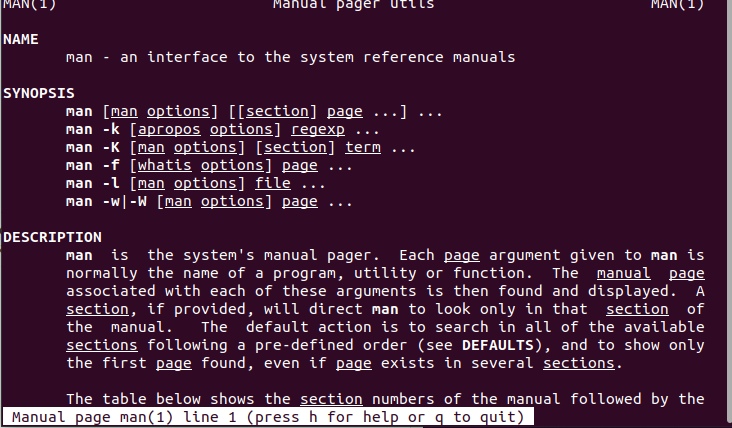 MAN(1) Manual pager utils MAN(1)
NAME
man - an interface to the system reference manuals
SYNOPSIS
man [man options] [[section] page ...] ...
man -k [apropos options] regexp ...
man -K [man options] [section] term ...
man -f [whatis options] page ...
man -l [man options] file ...
man -w|-W [man options] page ...
DESCRIPTION
man is the system's manual pager. Each page argument given to man is
normally the name of a program, utility or function. The manual page
associated with each of these arguments is then found and displayed. A
section, if provided, will direct man to look only in that section of
the manual. The default action is to search in all of the available
sections following a pre-defined order (see DEFAULTS), and to show only
the first page found, even if page exists in several sections.
The table below shows the section numbers of the manual followed by the
Manual page man(1) line 1 (press h for help or q to quit)